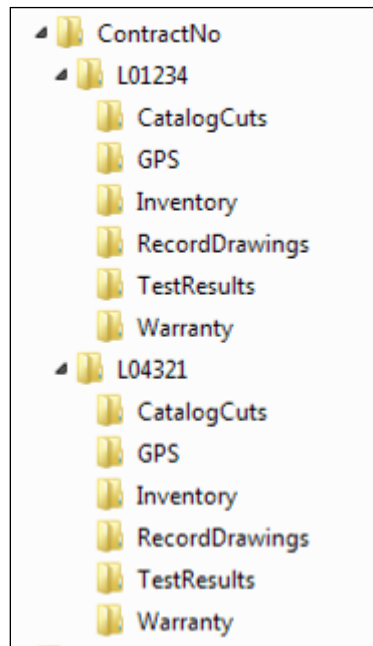 ContractNo
L01234
CatalogCuts
GPS
Inventory
RecordDrawings
TestResults
Warranty
L04321
CatalogCuts
GPS
Inventory
RecordDrawings
TestResults
Warranty